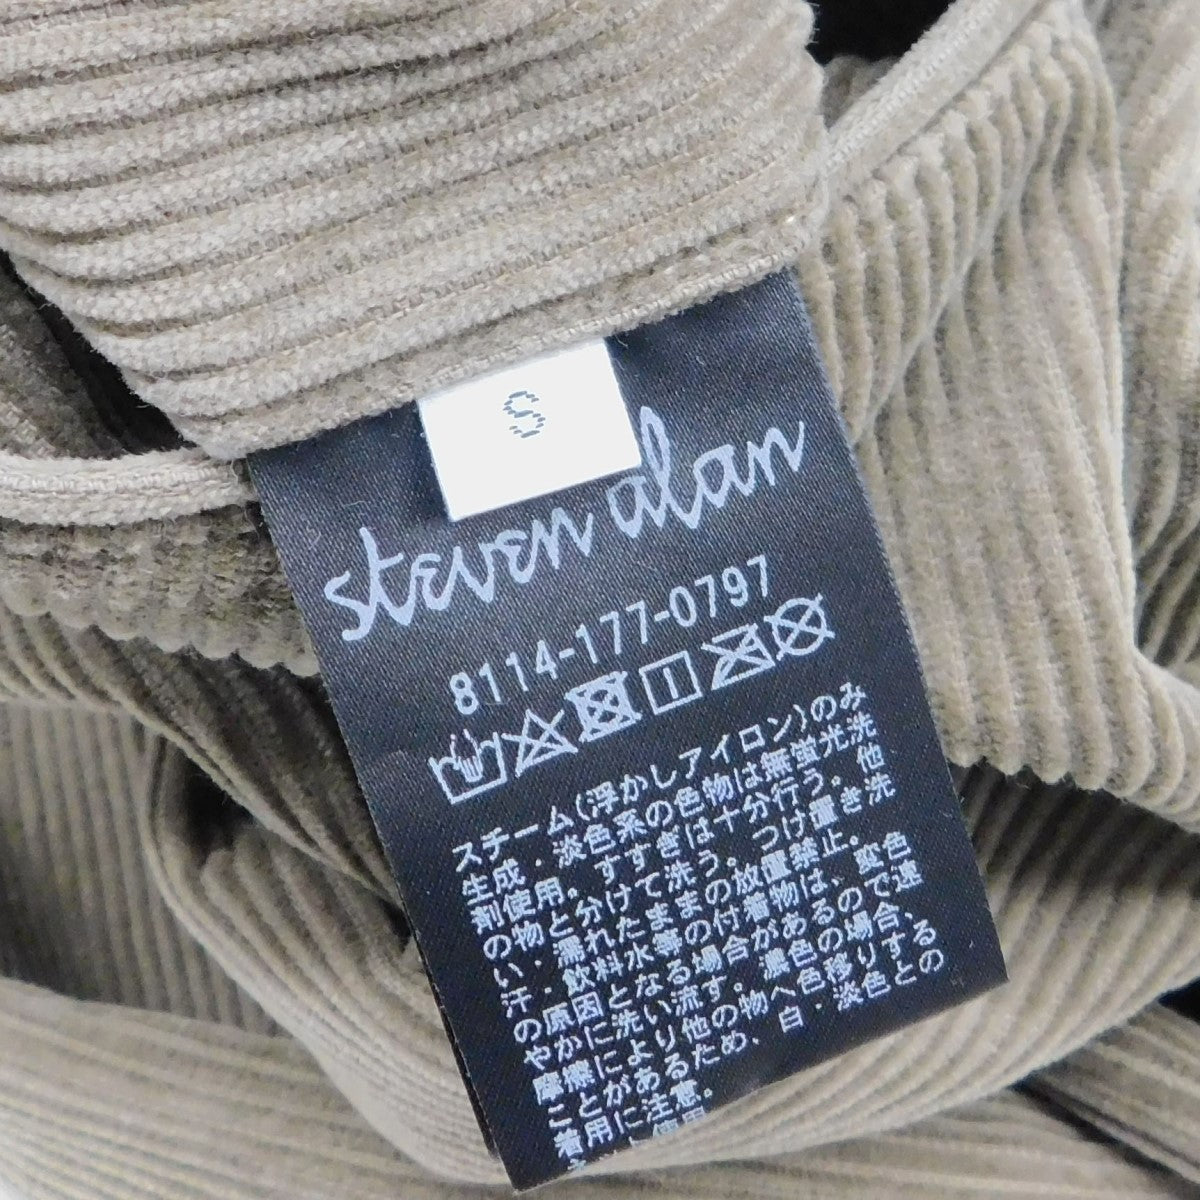 S
steven alan
8114-177-0797
スチーム(浮かしアイロン)のみ
生成・淡色系の色物は無蛍光洗
剤使用。すすぎは十分行う。他
の物と分けて洗う。つけ置き洗
い・濡れたままの放置禁止。
汗・飲料水等の付着物は、変色
の原因となる場合があるので速
やかに洗い流す。濃色の場合、
摩擦により他の物へ色移りする
ことがあるため、白・淡色との
着用に注意。